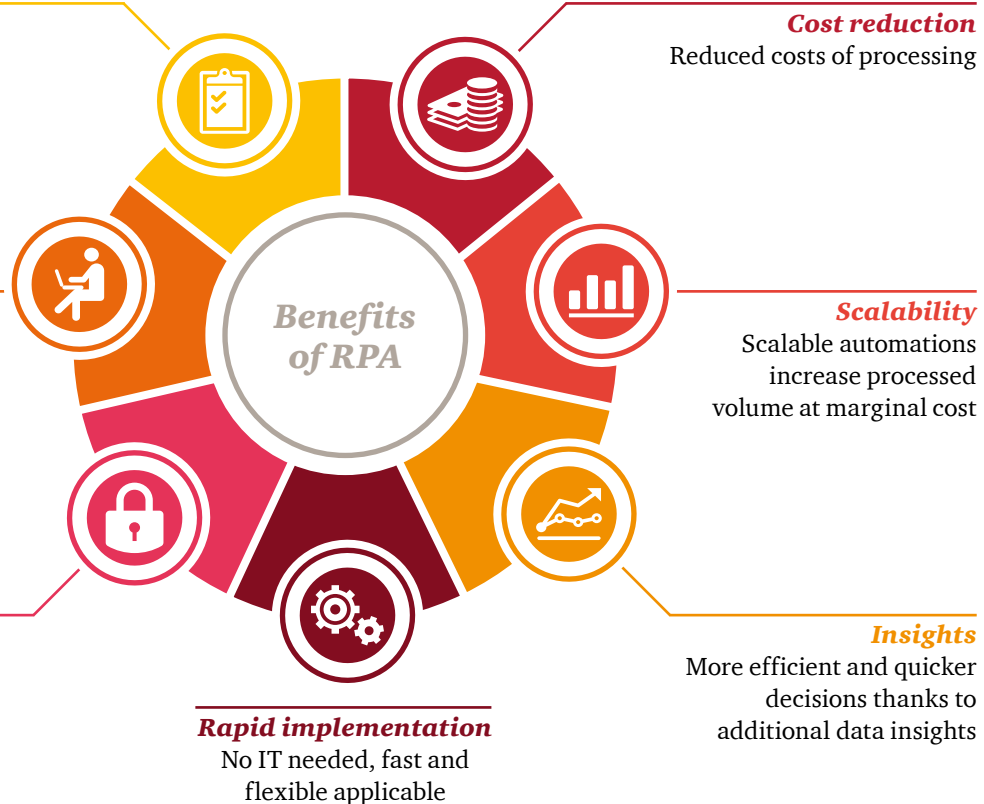 Cost reduction
Reduced costs of processing
Benefits
of RPA
Scalability
Scalable automations
increase processed
volume at marginal cost
Insights
More efficient and quicker
decisions thanks to
additional data insights
Rapid implementation
No IT needed, fast and
flexible applicable